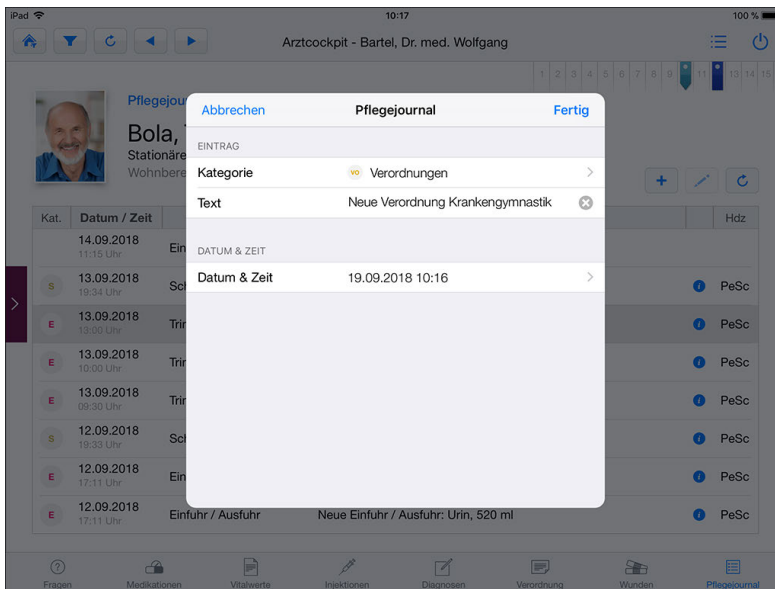 iPad 10:17 100 %
Arztcockpit - Bartel, Dr. med. Wolfgang
1 2 3 4 5 6 7 8 9 11 13 14 15
Pflegejou
Bola,
Stationäre
Wohnbere
Abbrechen Pflegejournal Fertig
EINTRAG
Kategorie VO Verordnungen
Text Neue Verordnung Krankengymnastik
DATUM & ZEIT
Datum & Zeit 19.09.2018 10:16
Kat. Datum / Zeit Hdz
14.09.2018 Ein
11:15 Uhr
S 13.09.2018 Sch i PeSc
19:34 Uhr
E 13.09.2018 Trin i PeSc
13:00 Uhr
E 13.09.2018 Trin i PeSc
10:00 Uhr
E 13.09.2018 Trin i PeSc
09:30 Uhr
S 12.09.2018 Sch i PeSc
19:33 Uhr
E 12.09.2018 Ein i PeSc
17:11 Uhr
E 12.09.2018 Einfuhr / Ausfuhr Neue Einfuhr / Ausfuhr: Urin, 520 ml i PeSc
17:11 Uhr
Fragen Medikationen Vitalwerte Injektionen Diagnosen Verordnung Wunden Pflegejournal